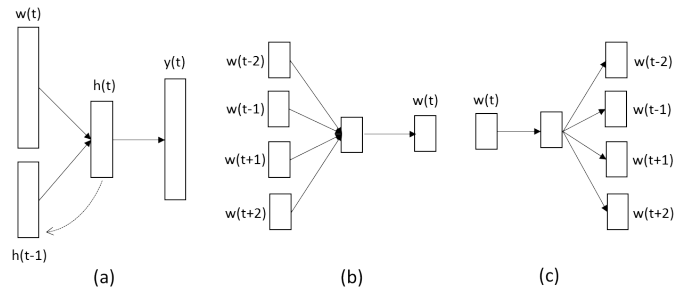 w(t)
h(t)
y(t)
h(t-1)
(a)
w(t-2)
w(t-1)
w(t+1)
w(t+2)
w(t)
(b)
w(t)
w(t-2)
w(t-1)
w(t+1)
w(t+2)
(c)